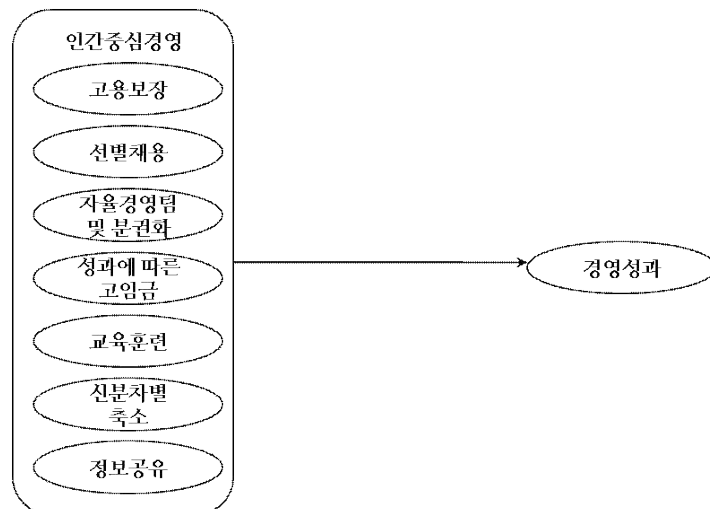 인간중심경영
고용보장
선별채용
자율경영팀
및 분권화
성과에 따른
고임금
경영성과
교육훈련
신분차별
축소
정보공유